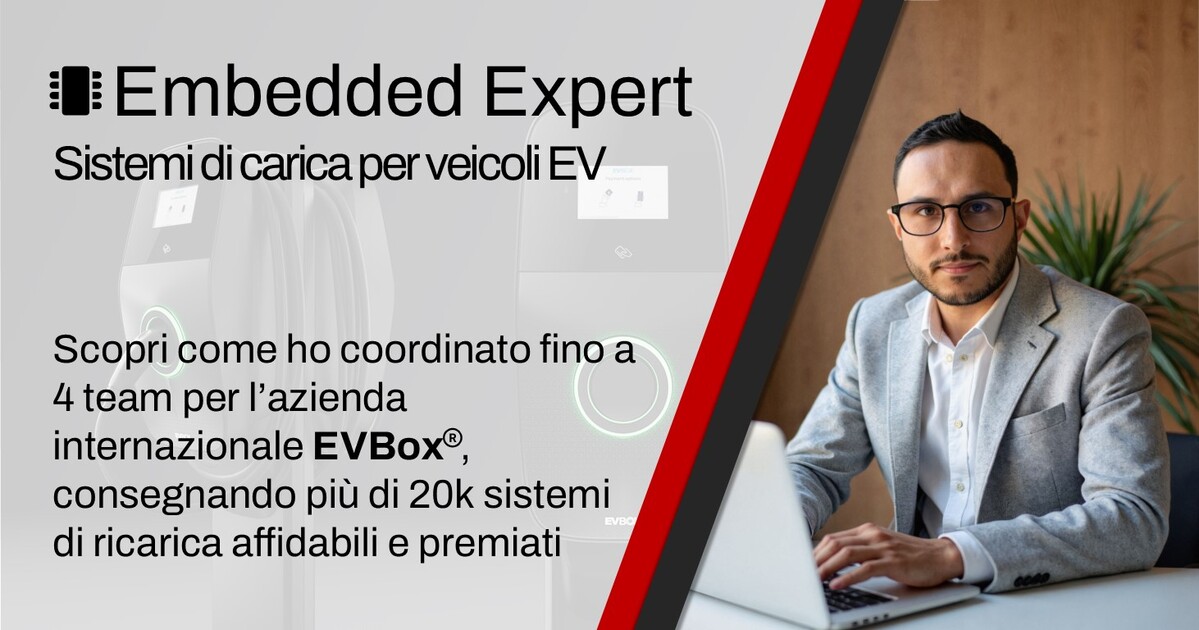 Embedded Expert
Sistemi di carica per veicoli EV
Scopri come ho coordinato fino a
4 team per l’azienda
internazionale EVBox®,
consegnando più di 20k sistemi
di ricarica affidabili e premiati